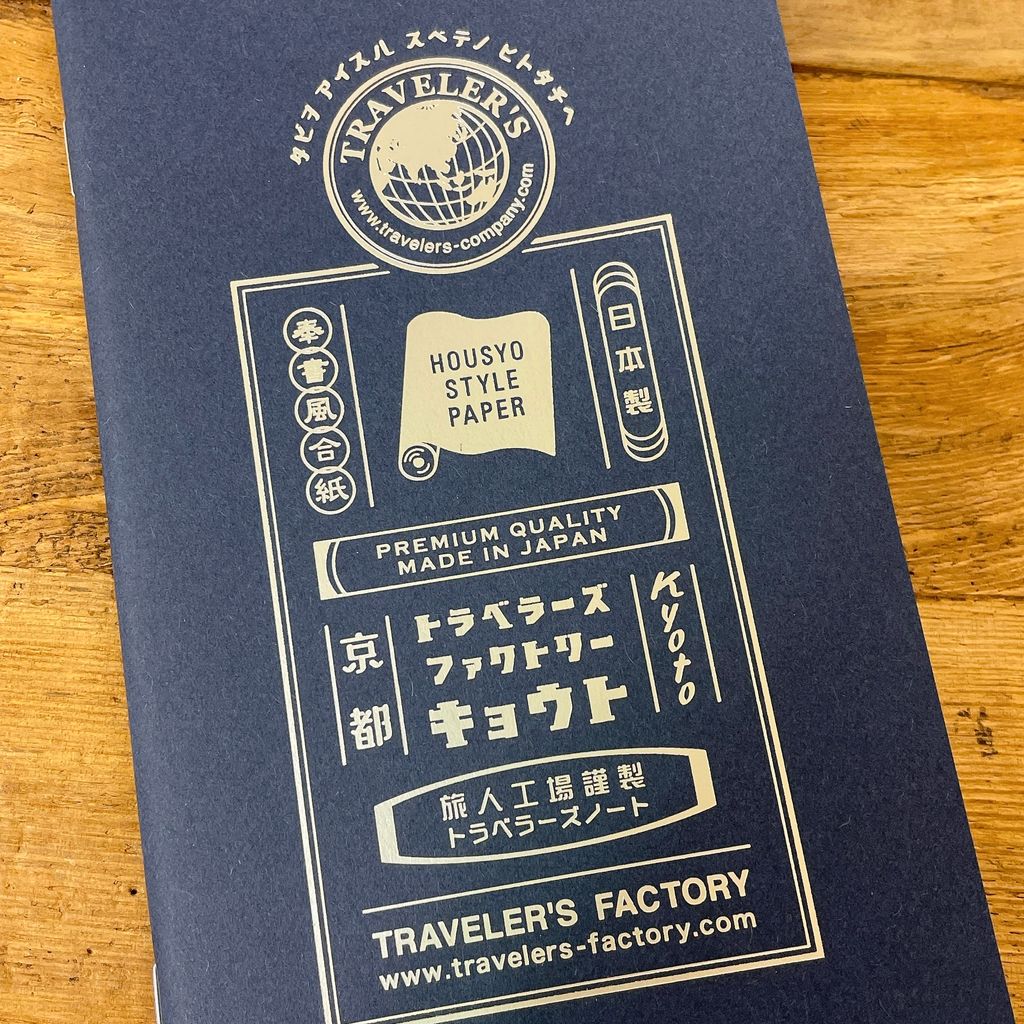 タビヲ アイスル スベテノ ヒトタチヘ
TRAVELER'S
www.travelers-company.com
奉書風合紙
HOUSYO
STYLE
PAPER
日本製
PREMIUM QUALITY
MADE IN JAPAN
京都
トラベラーズ
ファクトリー
キョウト
Kyoto
旅人工場謹製
トラベラーズノート
TRAVELER'S FACTORY
www.travelers-factory.com